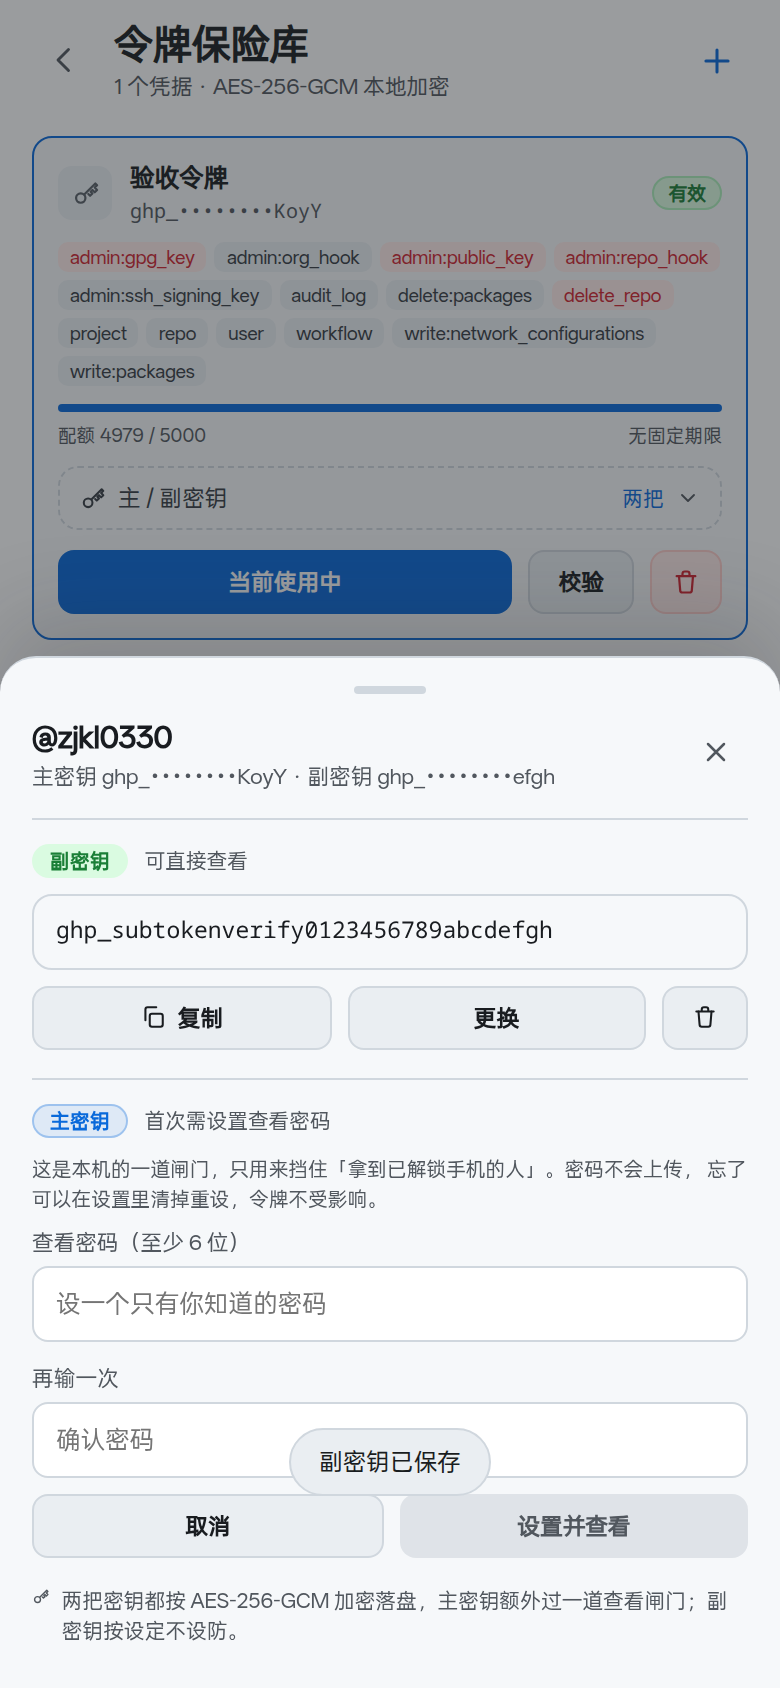 令牌保险库
1 个凭据 · AES-256-GCM 本地加密
验收令牌
ghp_••••••••KoyY
有效
admin:gpg_key admin:org_hook admin:public_key admin:repo_hook
admin:ssh_signing_key audit_log delete:packages delete_repo
project repo user workflow write:network_configurations
write:packages
配额 4979 / 5000 无固定期限
主 / 副密钥 两把
当前使用中 校验
@zjkl0330
主密钥 ghp_••••••••KoyY · 副密钥 ghp_••••••••efgh
副密钥 可直接查看
ghp_subtokenverify0123456789abcdefgh
复制 更换
主密钥 首次需设置查看密码
这是本机的一道闸门，只用来挡住「拿到已解锁手机的人」。密码不会上传， 忘了
可以在设置里清掉重设，令牌不受影响。
查看密码（至少 6 位）
设一个只有你知道的密码
再输一次
确认密码
副密钥已保存
取消 设置并查看
两把密钥都按 AES-256-GCM 加密落盘，主密钥额外过一道查看闸门；副
密钥按设定不设防。